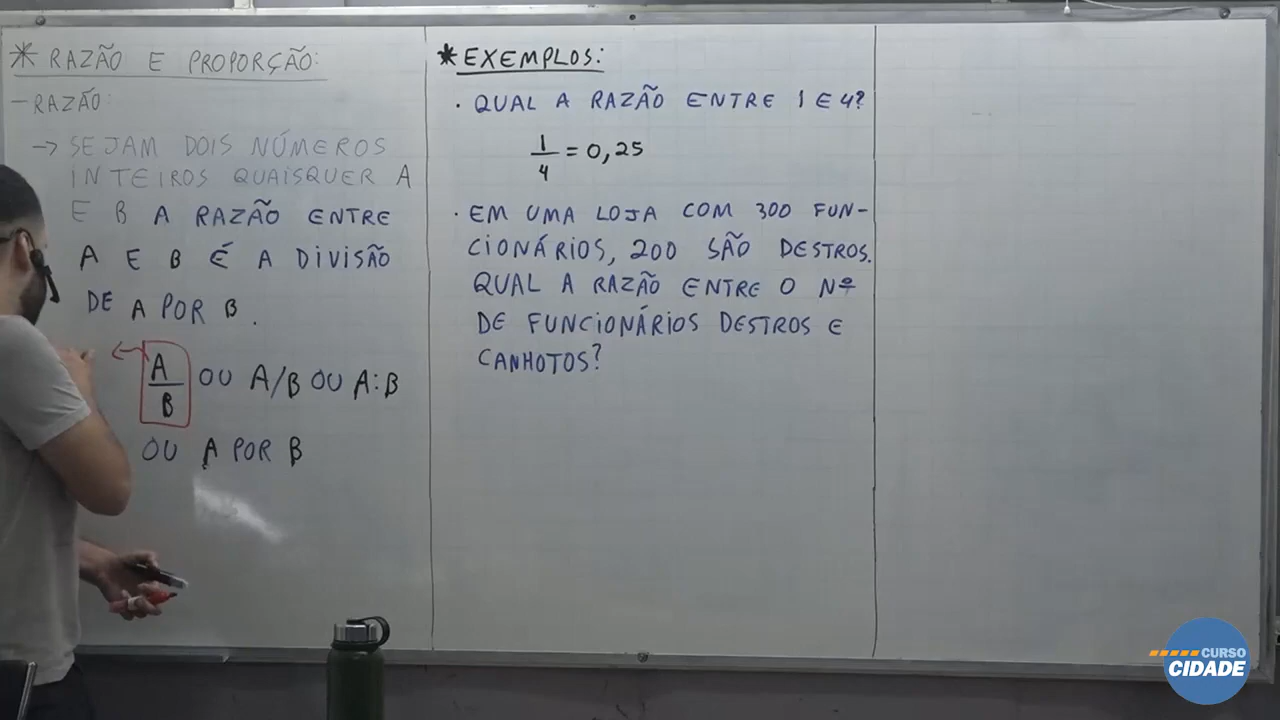 * RAZÃO E PROPORÇÃO:
- RAZÃO:
→ SEJAM DOIS NÚMEROS
INTEIROS QUAISQUER A
E B A RAZÃO ENTRE
A E B É A DIVISÃO
DE A POR B.
A/B OU A/B OU A:B
OU A POR B
* EXEMPLOS:
· QUAL A RAZÃO ENTRE 1 E 4?
1/4 = 0,25
· EM UMA LOJA COM 300 FUN-
CIONÁRIOS, 200 SÃO DESTROS.
QUAL A RAZÃO ENTRE O Nº
DE FUNCIONÁRIOS DESTROS E
CANHOTOS?
CURSO
CIDADE